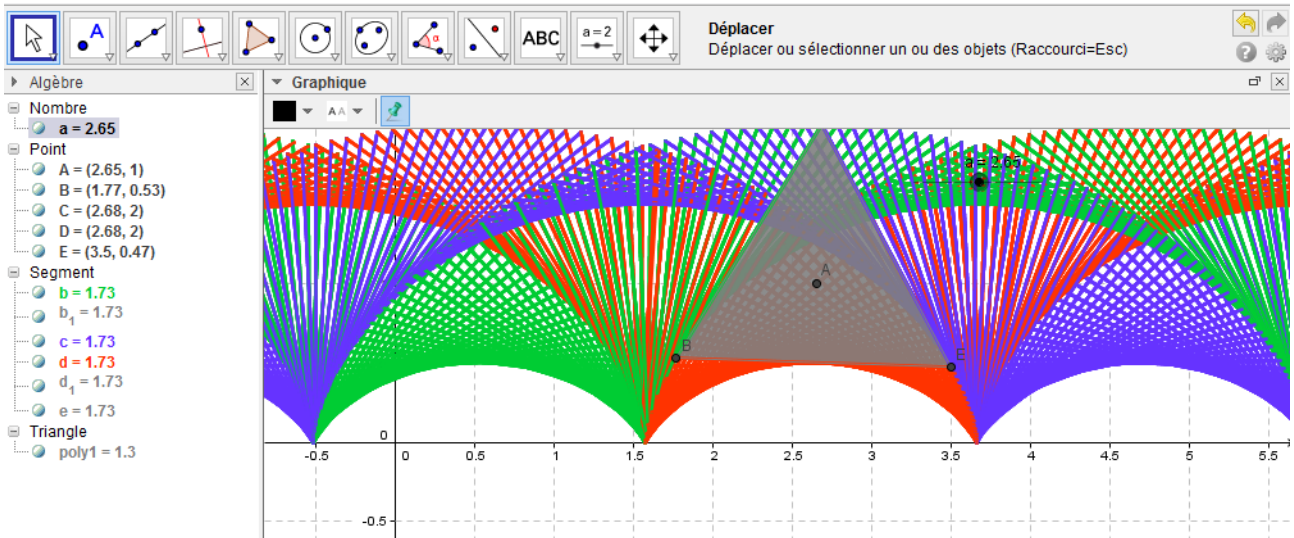 A
α
ABC
a=2
Déplacer
Déplacer ou sélectionner un ou des objets (Raccourci=Esc)
Algèbre
Nombre
a = 2.65
Point
A = (2.65, 1)
B = (1.77, 0.53)
C = (2.68, 2)
D = (2.68, 2)
E = (3.5, 0.47)
Segment
b = 1.73
b₁ = 1.73
c = 1.73
d = 1.73
d₁ = 1.73
e = 1.73
Triangle
poly1 = 1.3
Graphique
AA
a = 2.65
A
B
E
0
-0.5 0 0.5 1 1.5 2 2.5 3 3.5 4 4.5 5 5.5
-0.5